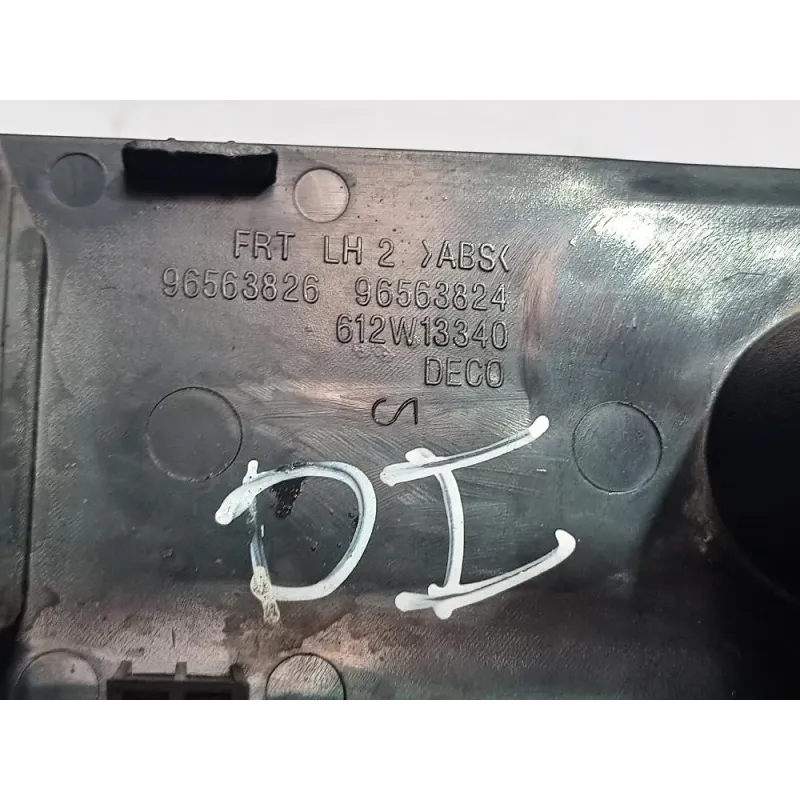 FRT LH 2 >ABS<
96563826 96563824
612W13340
DECO
DI